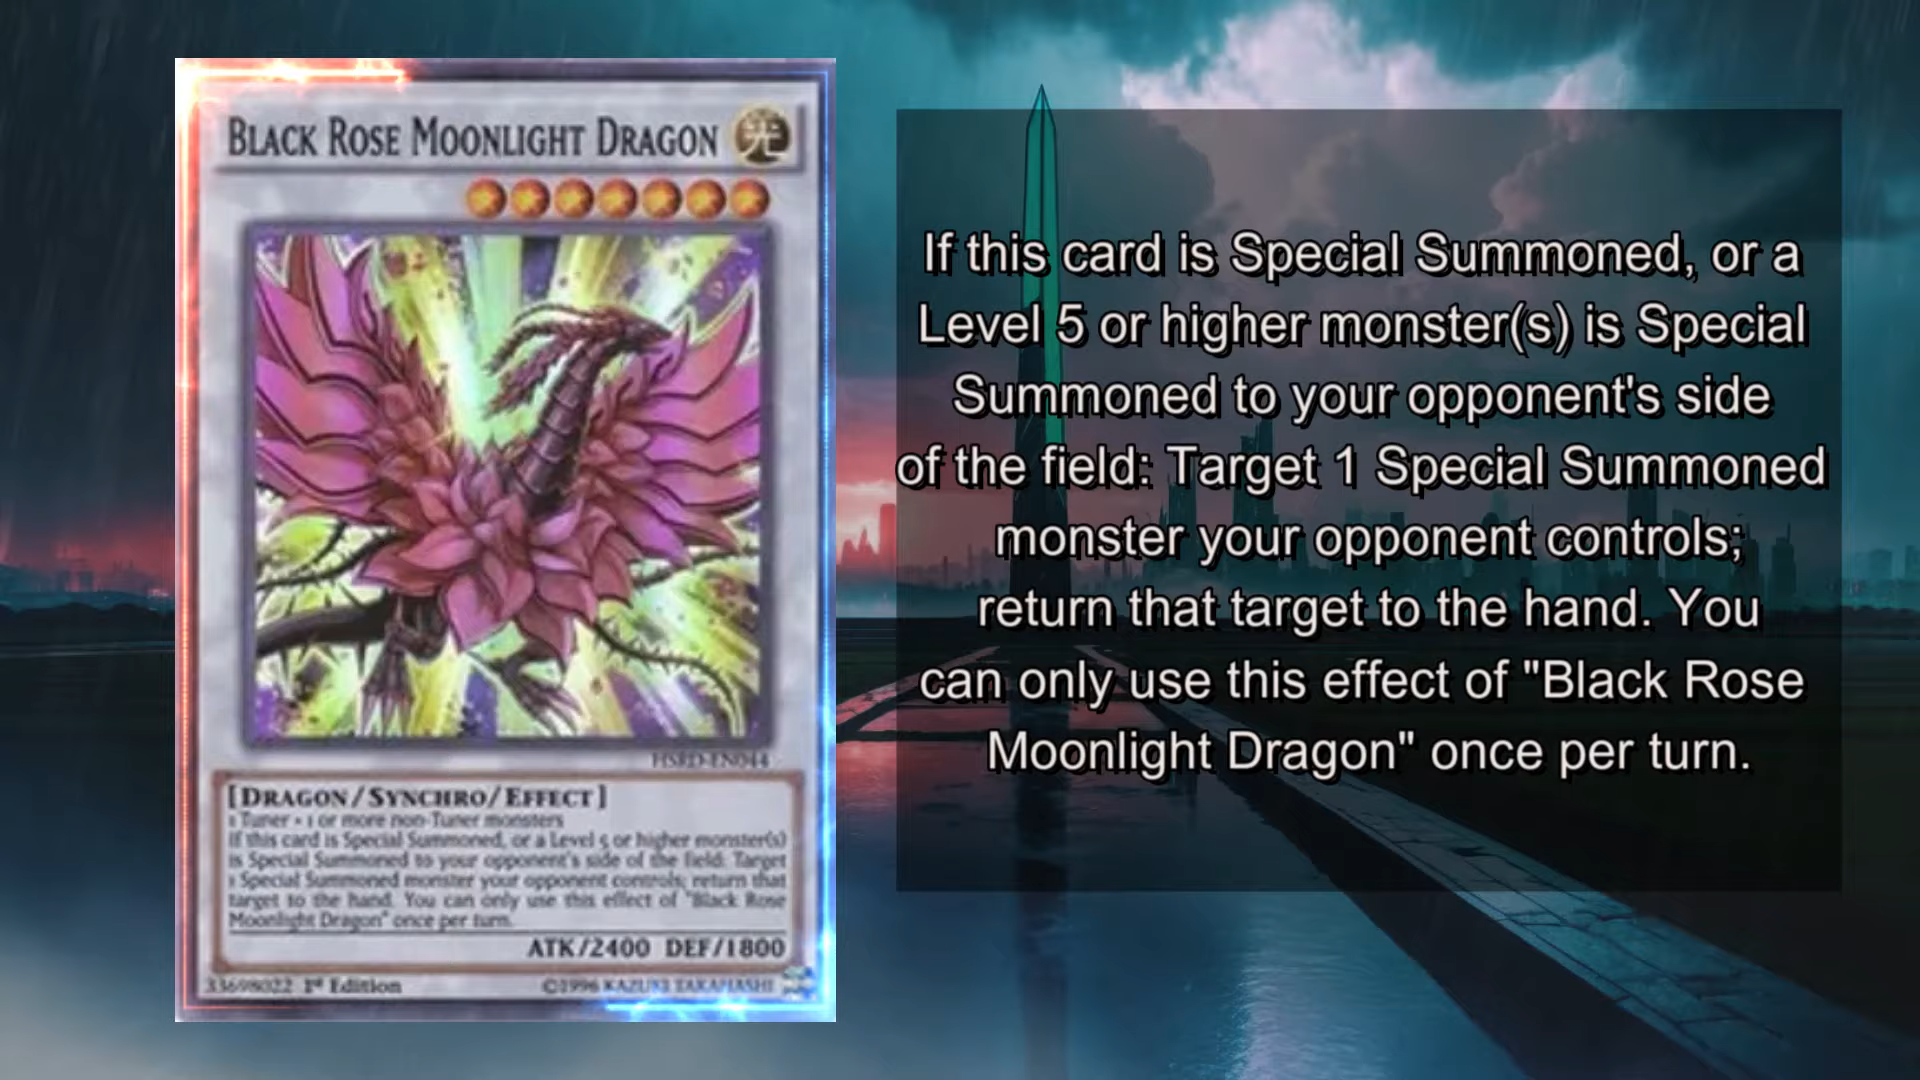 BLACK ROSE MOONLIGHT DRAGON
光
HSRD-EN044
[DRAGON/SYNCHRO/EFFECT]
1 Tuner + 1 or more non-Tuner monsters
If this card is Special Summoned, or a Level 5 or higher monster(s)
is Special Summoned to your opponent's side of the field: Target
1 Special Summoned monster your opponent controls; return that
target to the hand. You can only use this effect of "Black Rose
Moonlight Dragon" once per turn.
ATK/2400 DEF/1800
33698022 1st Edition
©1996 KAZUKI TAKAHASHI
If this card is Special Summoned, or a
Level 5 or higher monster(s) is Special
Summoned to your opponent's side
of the field: Target 1 Special Summoned
monster your opponent controls;
return that target to the hand. You
can only use this effect of "Black Rose
Moonlight Dragon" once per turn.